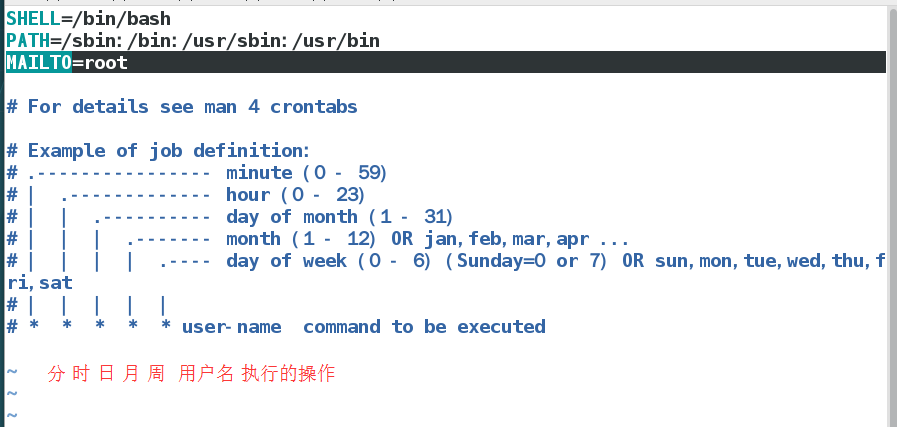 SHELL=/bin/bash
PATH=/sbin:/bin:/usr/sbin:/usr/bin
MAILTO=root
# For details see man 4 crontabs
# Example of job definition:
# .---------------- minute (0 - 59)
# |  .------------- hour (0 - 23)
# |  |  .---------- day of month (1 - 31)
# |  |  |  .------- month (1 - 12) OR jan,feb,mar,apr ...
# |  |  |  |  .---- day of week (0 - 6) (Sunday=0 or 7) OR sun,mon,tue,wed,thu,f
ri,sat
# |  |  |  |  |
# *  *  *  *  * user-name  command to be executed
~ 分 时 日 月 周 用户名 执行的操作
~
~